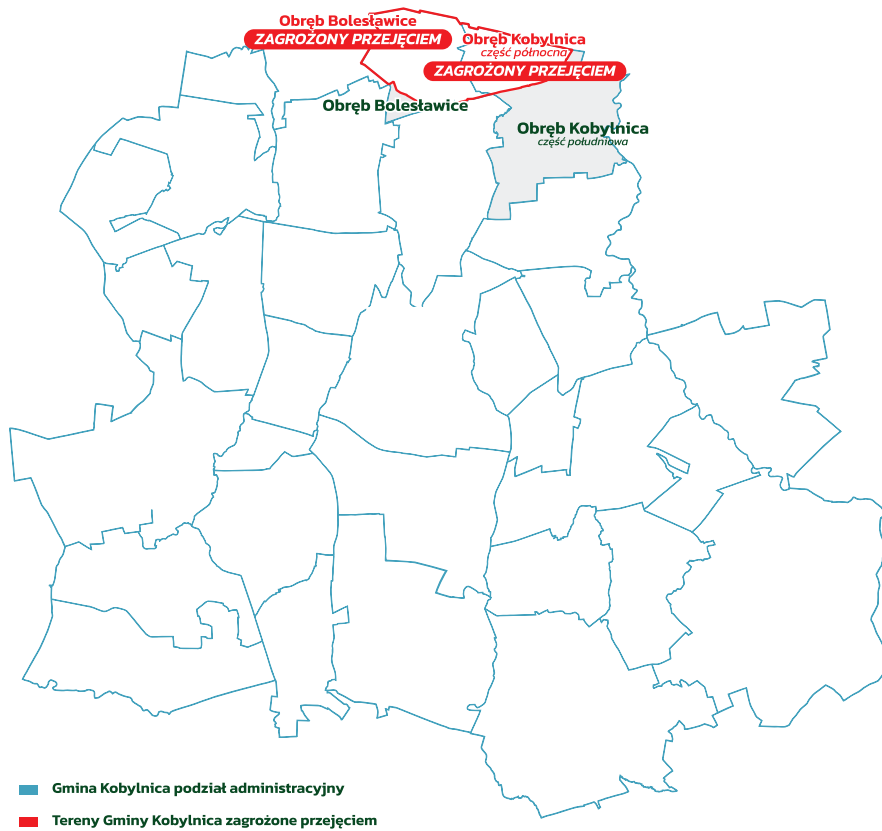 Obręb Bolesławice
ZAGROŻONY PRZEJĘCIEM
Obręb Kobylnica
część północna
ZAGROŻONY PRZEJĘCIEM
Obręb Bolesławice
Obręb Kobylnica
część południowa
Gmina Kobylnica podział administracyjny
Tereny Gminy Kobylnica zagrożone przejęciem